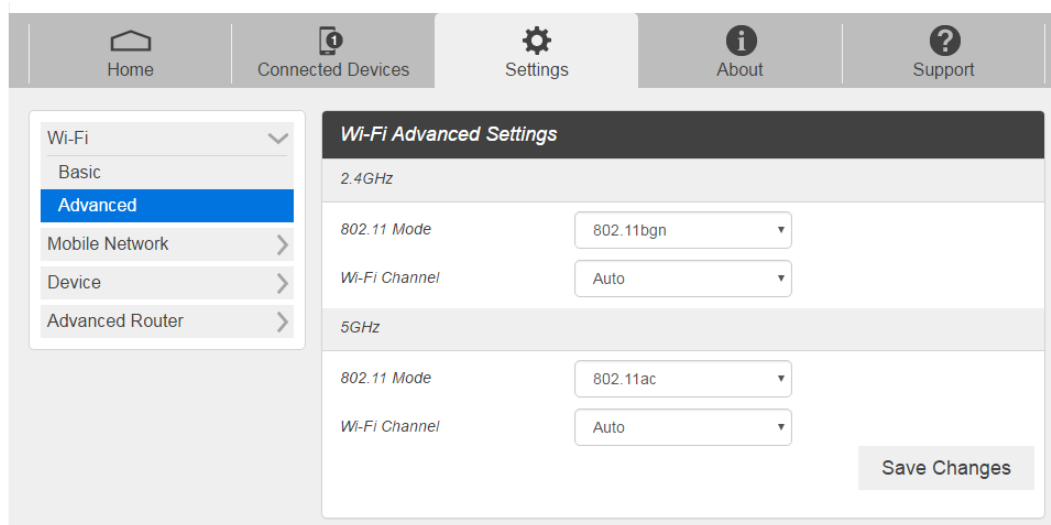 Home
1
Connected Devices
Settings
About
Support
Wi-Fi
Basic
Advanced
Mobile Network
Device
Advanced Router
Wi-Fi Advanced Settings
2.4GHz
802.11 Mode 802.11bgn
Wi-Fi Channel Auto
5GHz
802.11 Mode 802.11ac
Wi-Fi Channel Auto
Save Changes